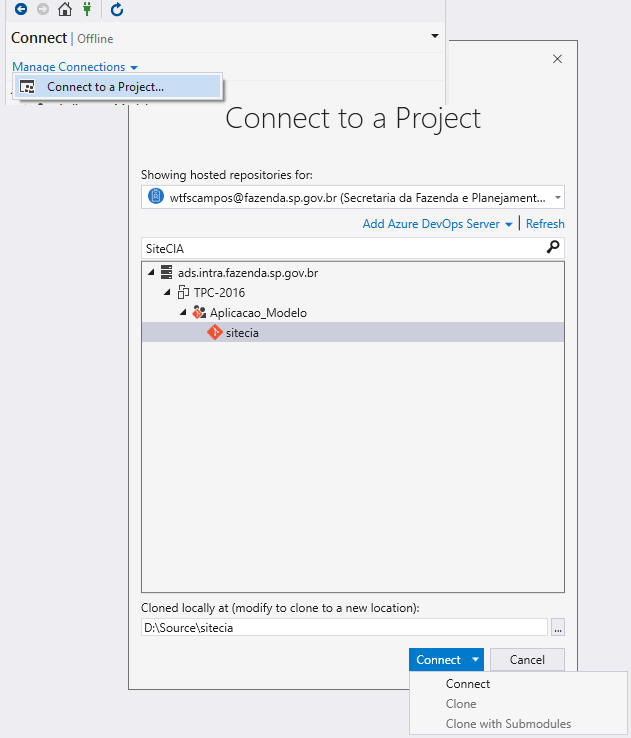 Connect | Offline
Manage Connections
Connect to a Project...
Connect to a Project
Showing hosted repositories for:
wtfscampos@fazenda.sp.gov.br (Secretaria da Fazenda e Planejament...
Add Azure DevOps Server | Refresh
SiteCIA
ads.intra.fazenda.sp.gov.br
TPC-2016
Aplicacao_Modelo
sitecia
Cloned locally at (modify to clone to a new location):
D:\Source\sitecia
...
Connect Cancel
Connect
Clone
Clone with Submodules